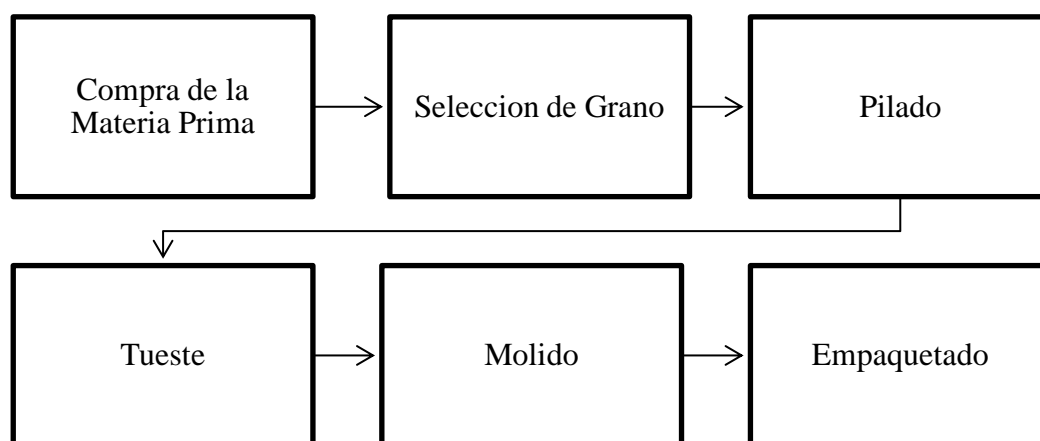 Compra de la
Materia Prima
Seleccion de Grano
Pilado
Tueste
Molido
Empaquetado